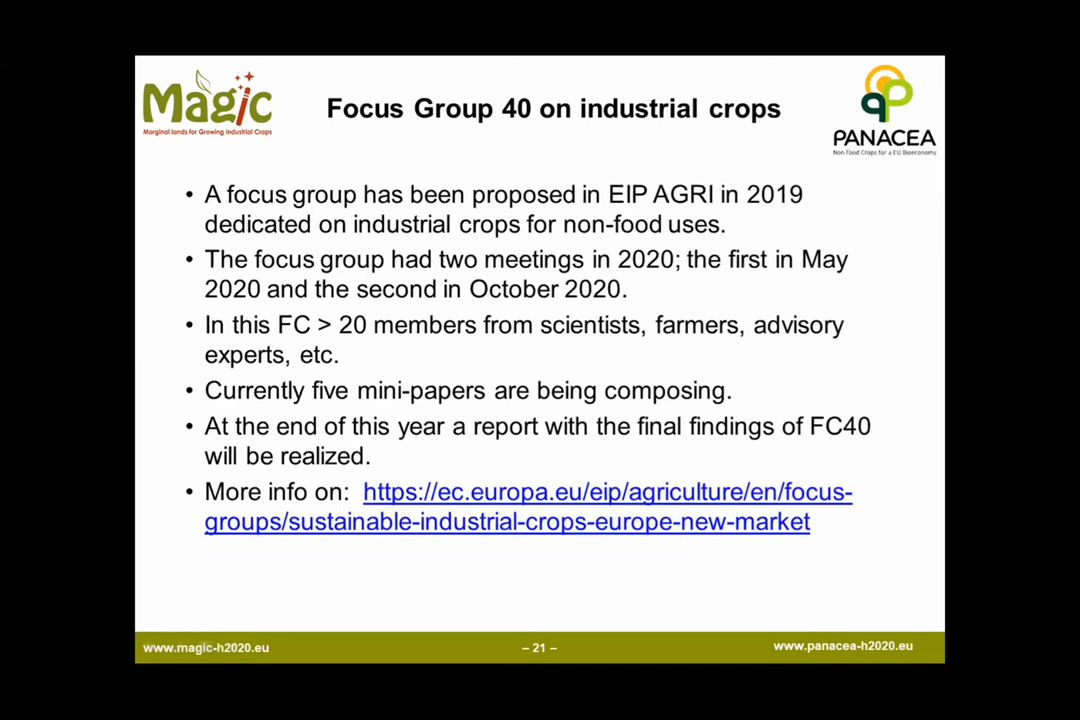 Magic
Marginal lands for Growing Industrial Crops
Focus Group 40 on industrial crops
PANACEA
Non Food Crops for a EU Bioeconomy
• A focus group has been proposed in EIP AGRI in 2019
dedicated on industrial crops for non-food uses.
• The focus group had two meetings in 2020; the first in May
2020 and the second in October 2020.
• In this FC > 20 members from scientists, farmers, advisory
experts, etc.
• Currently five mini-papers are being composing.
• At the end of this year a report with the final findings of FC40
will be realized.
• More info on: https://ec.europa.eu/eip/agriculture/en/focus-
groups/sustainable-industrial-crops-europe-new-market
www.magic-h2020.eu
– 21 –
www.panacea-h2020.eu